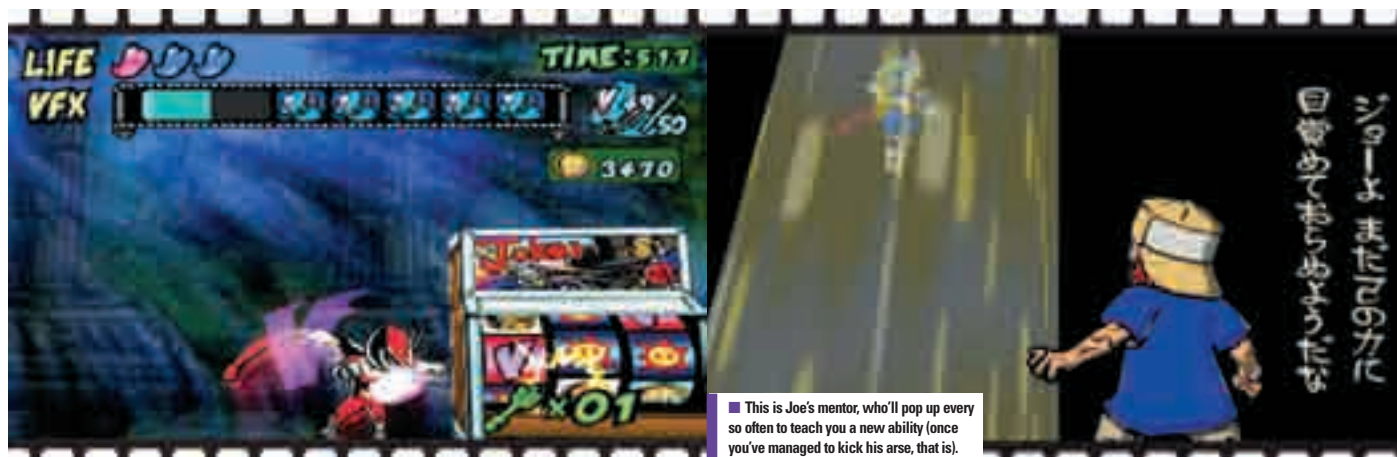 LIFE
TIME:517
VFX
49/50
3470
×01
ジョーよ まだ己の力に
目覚めておらぬようだな
■ This is Joe's mentor, who'll pop up every
so often to teach you a new ability (once
you've managed to kick his arse, that is).